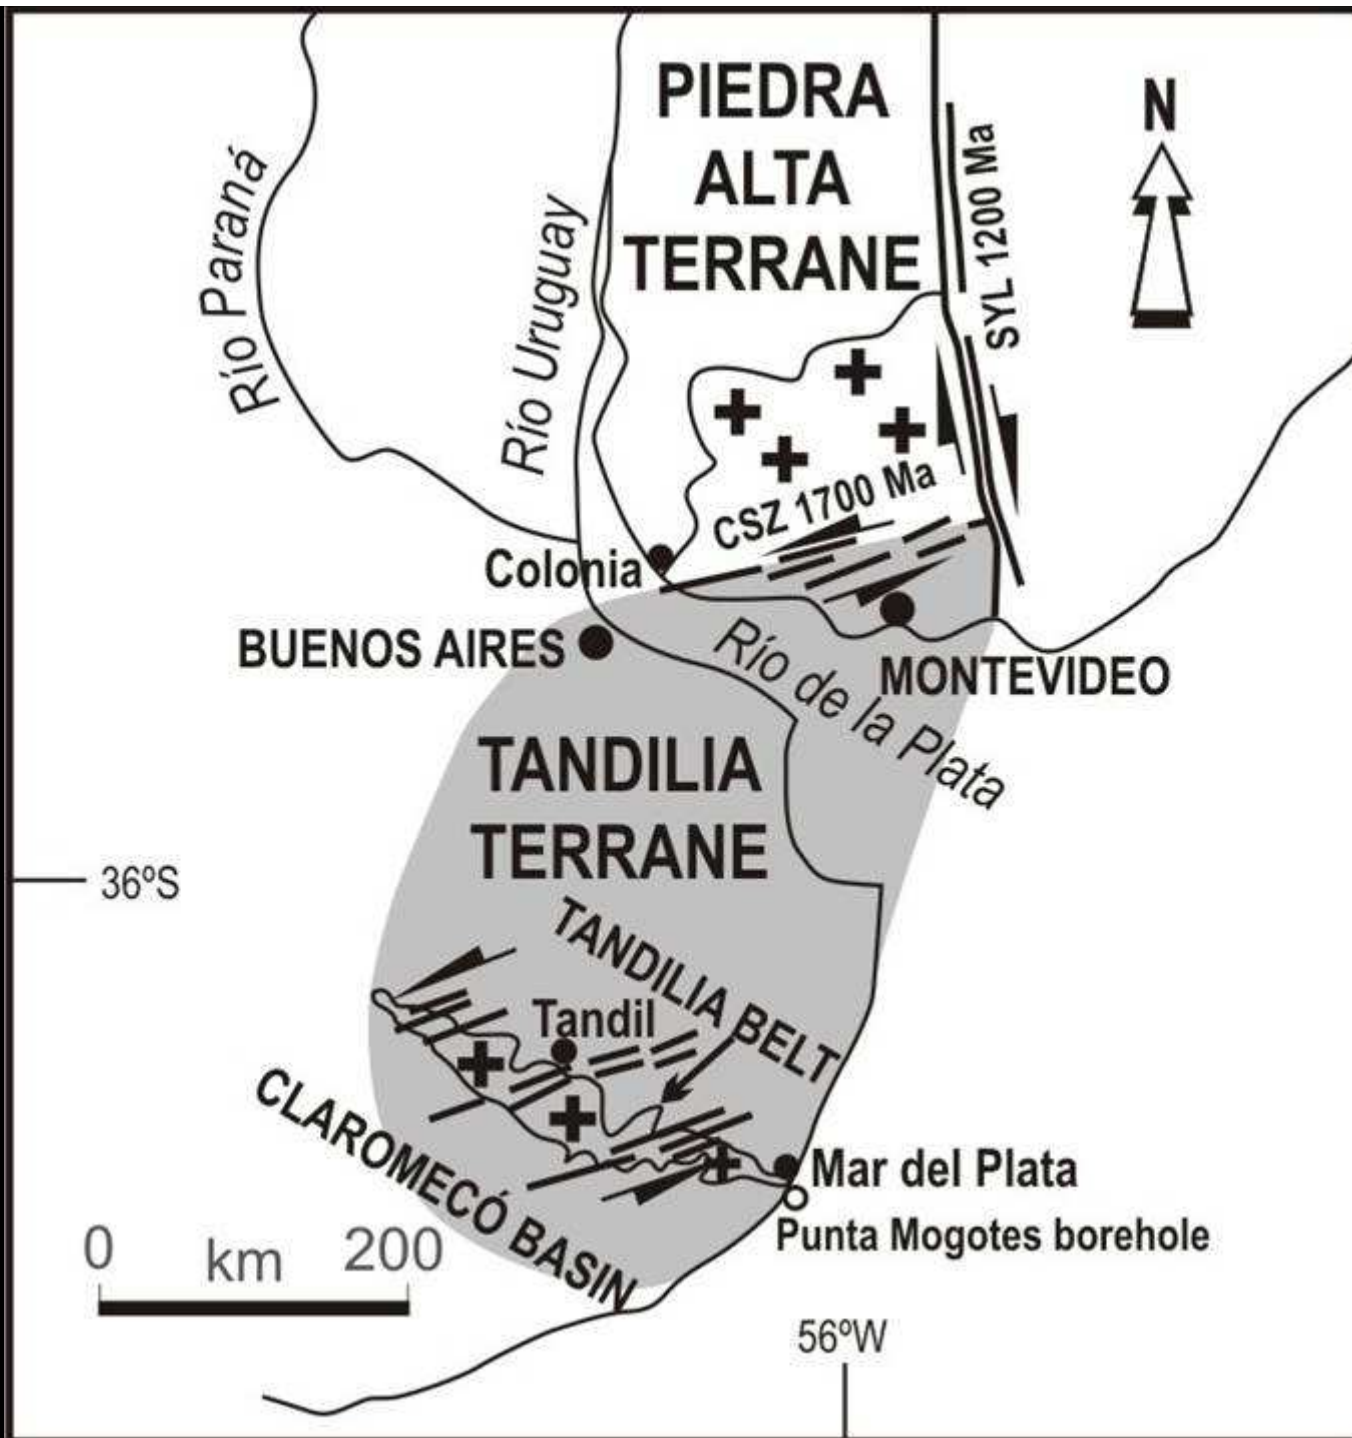 PIEDRA
ALTA
TERRANE
N
SYL 1200 Ma
Río Paraná
Río Uruguay
CSZ 1700 Ma
Colonia
BUENOS AIRES
Río de la Plata
MONTEVIDEO
TANDILIA
TERRANE
36ºS
TANDILIA BELT
Tandil
CLAROMECÓ BASIN
Mar del Plata
Punta Mogotes borehole
0 km 200
56ºW